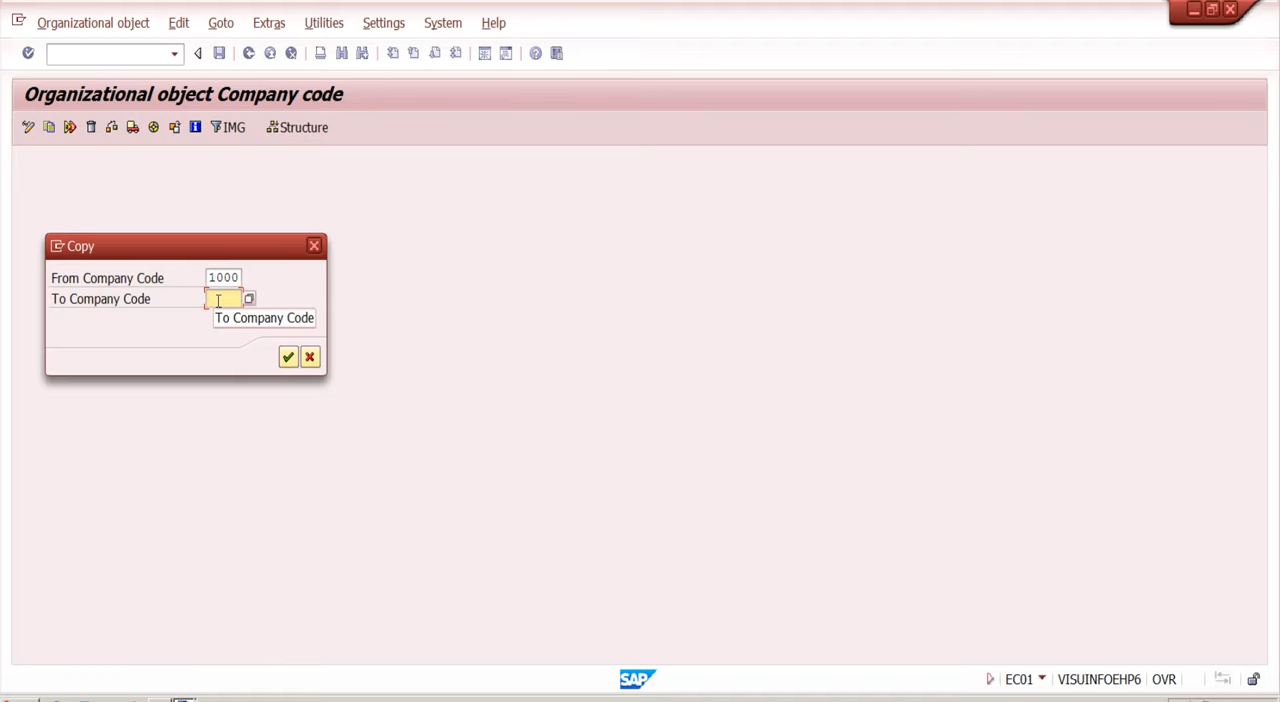 Organizational object Edit Goto Extras Utilities Settings System Help
Organizational object Company code
IMG Structure
Copy
From Company Code 1000
To Company Code
To Company Code
SAP EC01 VISUINFOEHP6 OVR